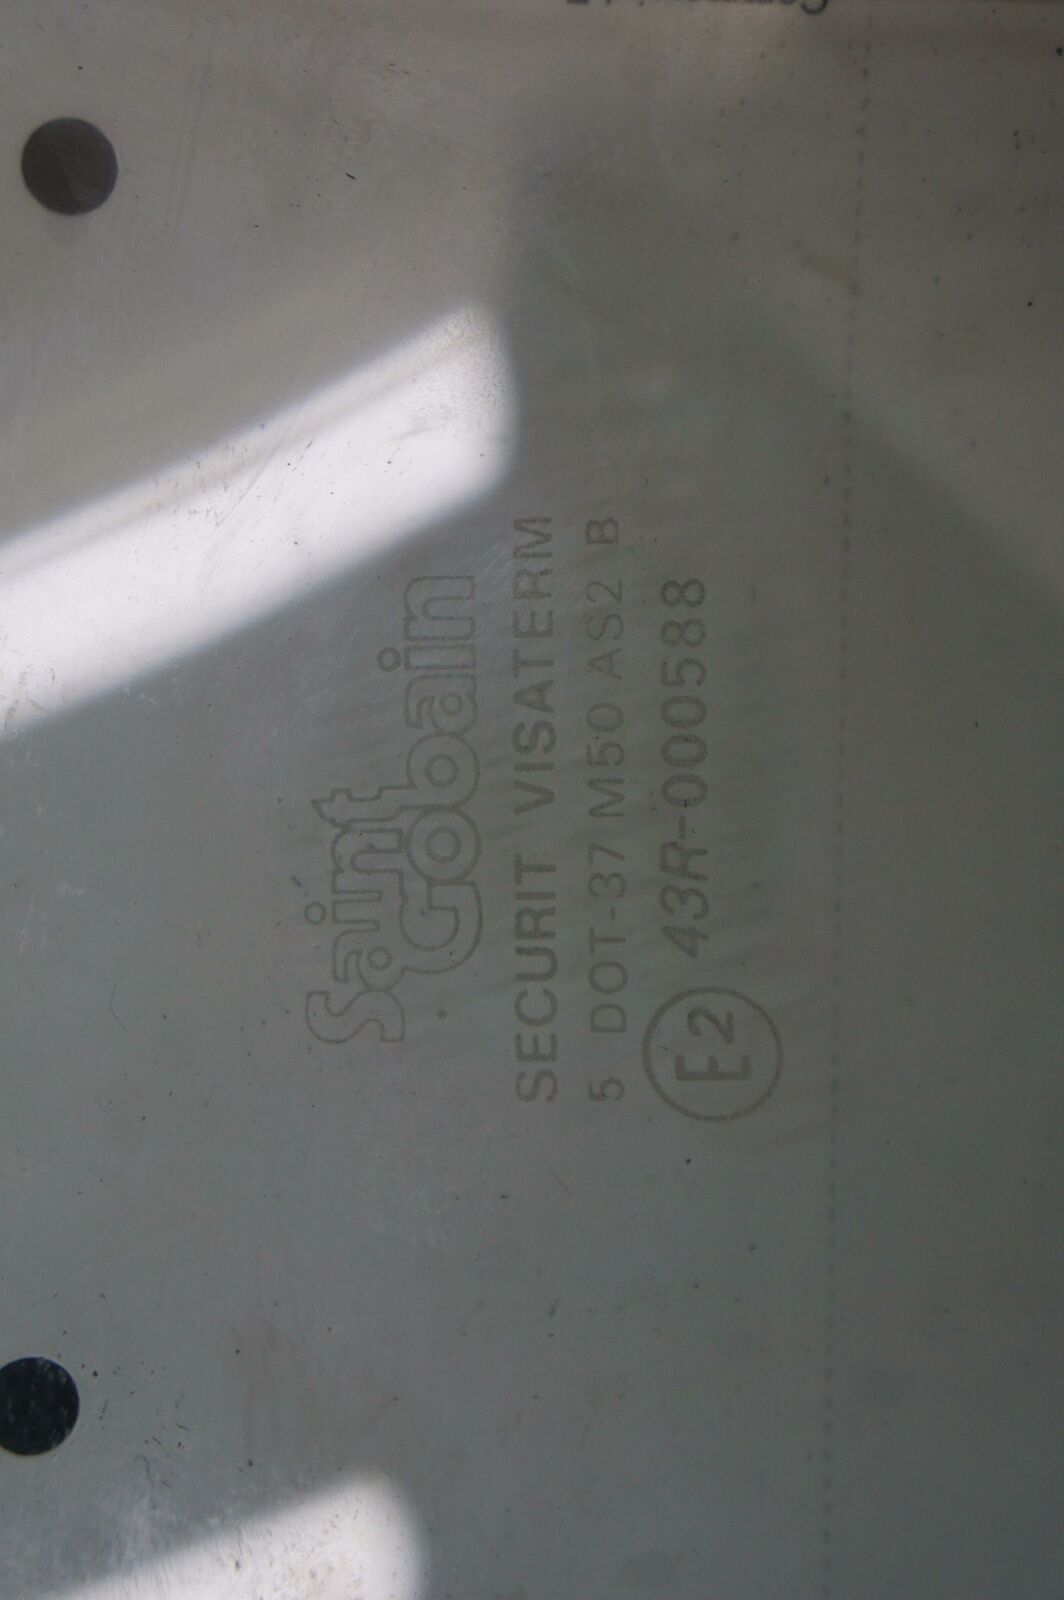 Saint
Gobain
SECURIT VISATERM
5 DOT-37 M50 AS2 B
E2 43R-000588